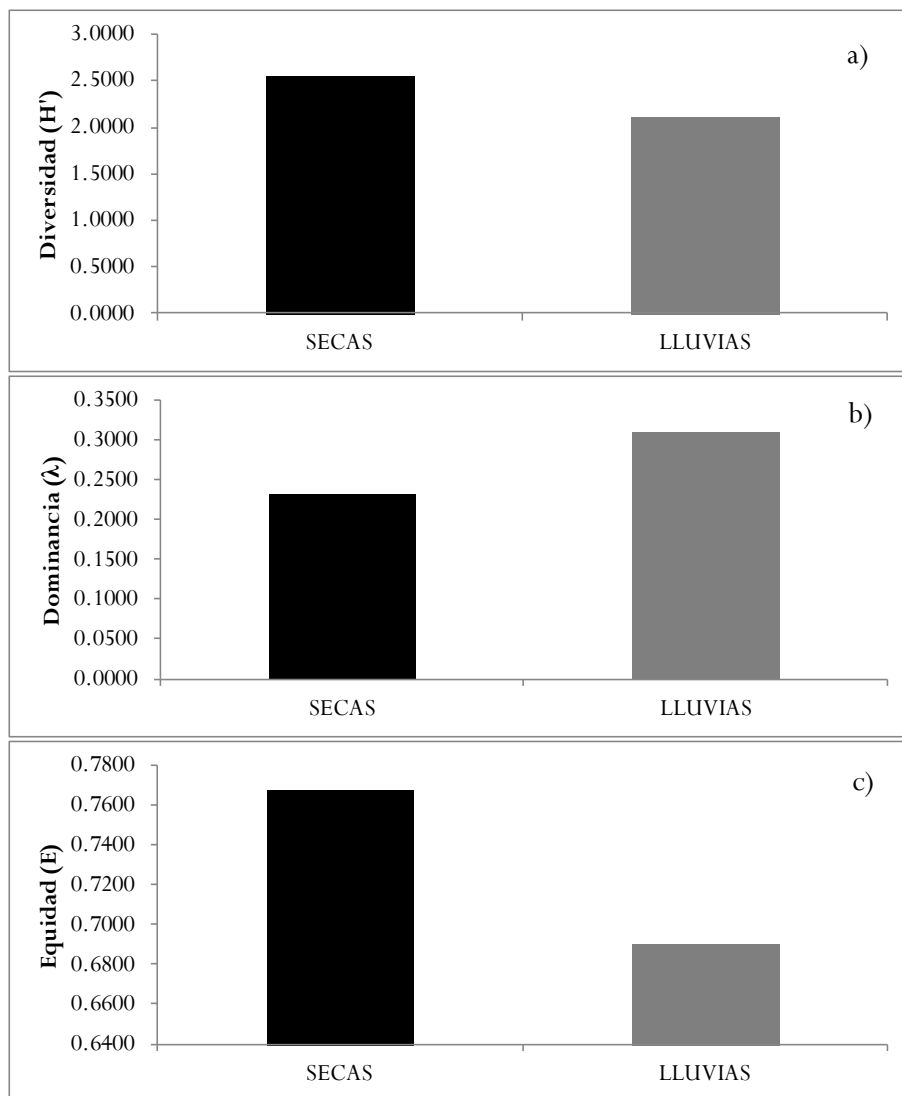 a)
Diversidad (H')
3.0000
2.5000
2.0000
1.5000
1.0000
0.5000
0.0000
SECAS
LLUVIAS
b)
Dominancia (λ)
0.3500
0.3000
0.2500
0.2000
0.1500
0.1000
0.0500
0.0000
SECAS
LLUVIAS
c)
Equidad (E)
0.7800
0.7600
0.7400
0.7200
0.7000
0.6800
0.6600
0.6400
SECAS
LLUVIAS